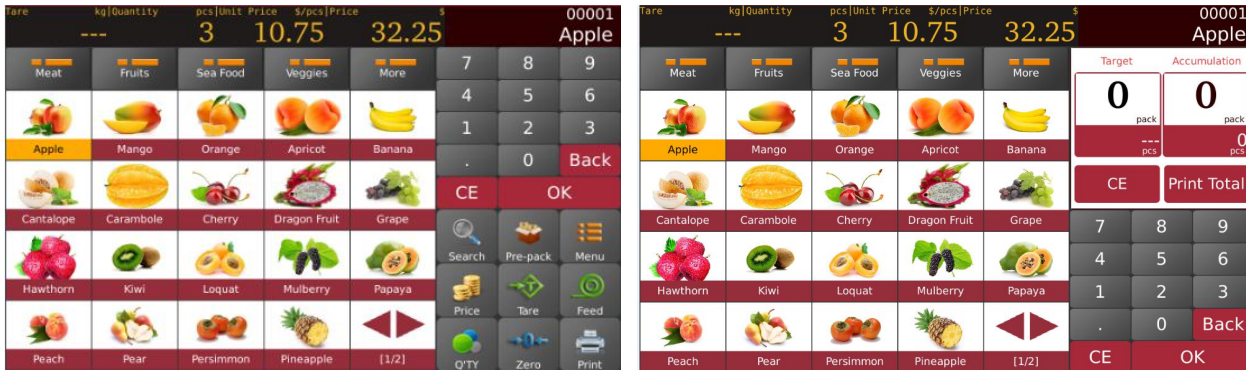 Tare kg|Quantity pcs|Unit Price $/pcs|Price $
--- 3 10.75 32.25
00001
Apple
Meat Fruits Sea Food Veggies More
7 8 9
4 5 6
Apple Mango Orange Apricot Banana
1 2 3
. 0 Back
CE OK
Cantalope Carambole Cherry Dragon Fruit Grape
Search Pre-pack Menu
Hawthorn Kiwi Loquat Mulberry Papaya
Price Tare Feed
Peach Pear Persimmon Pineapple [1/2]
Q'TY Zero Print
Tare kg|Quantity pcs|Unit Price $/pcs|Price $
--- 3 10.75 32.25
00001
Apple
Meat Fruits Sea Food Veggies More
Target Accumulation
0 0
pack pack
--- 0
pcs pcs
Apple Mango Orange Apricot Banana
CE Print Total
Cantalope Carambole Cherry Dragon Fruit Grape
7 8 9
4 5 6
Hawthorn Kiwi Loquat Mulberry Papaya
1 2 3
. 0 Back
Peach Pear Persimmon Pineapple [1/2]
CE OK